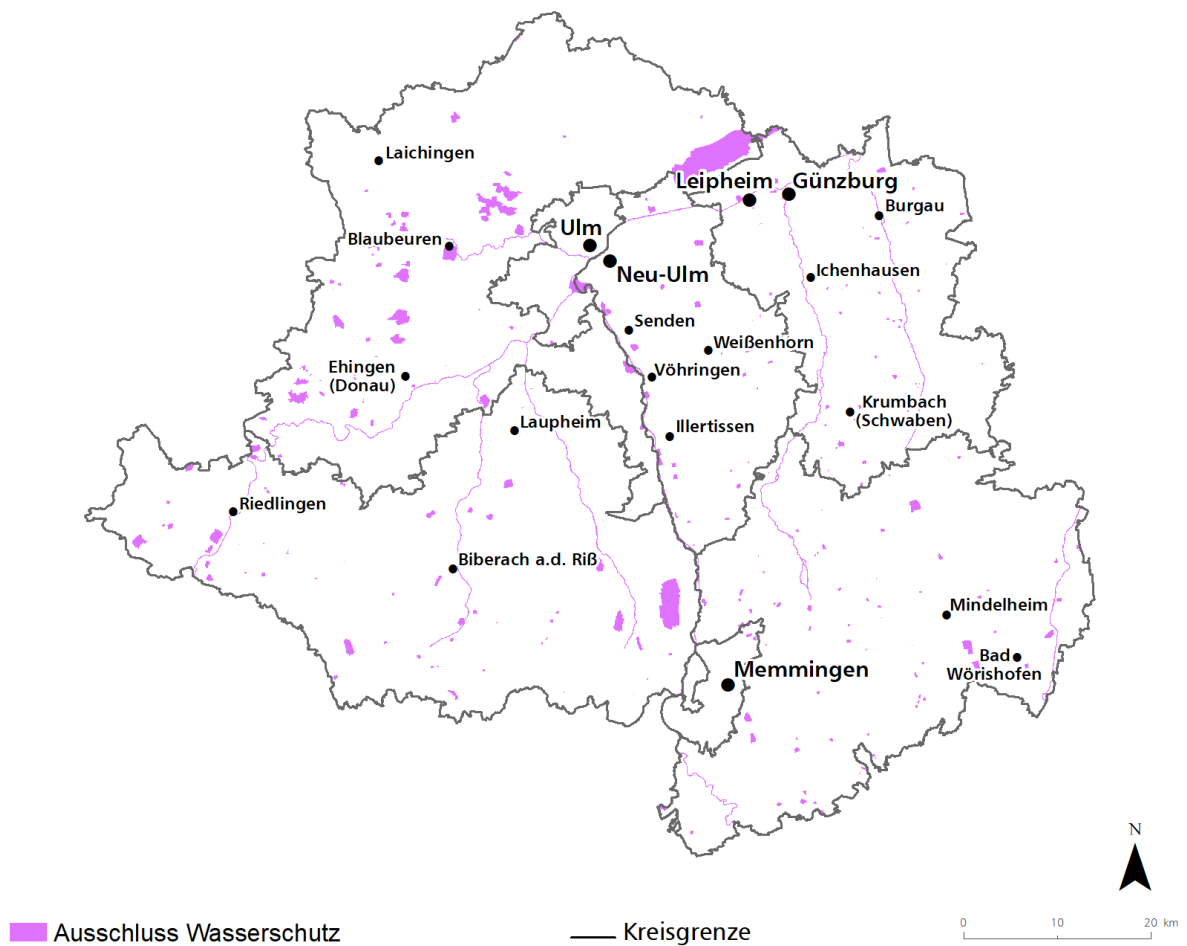 Laichingen
Leipheim
Günzburg
Burgau
Ulm
Blaubeuren
Neu-Ulm
Ichenhausen
Senden
Weißenhorn
Vöhringen
Ehingen
(Donau)
Krumbach
(Schwaben)
Laupheim
Illertissen
Riedlingen
Biberach a.d. Riß
Mindelheim
Bad
Wörishofen
Memmingen
N
Ausschluss Wasserschutz
Kreisgrenze
0 10 20 km